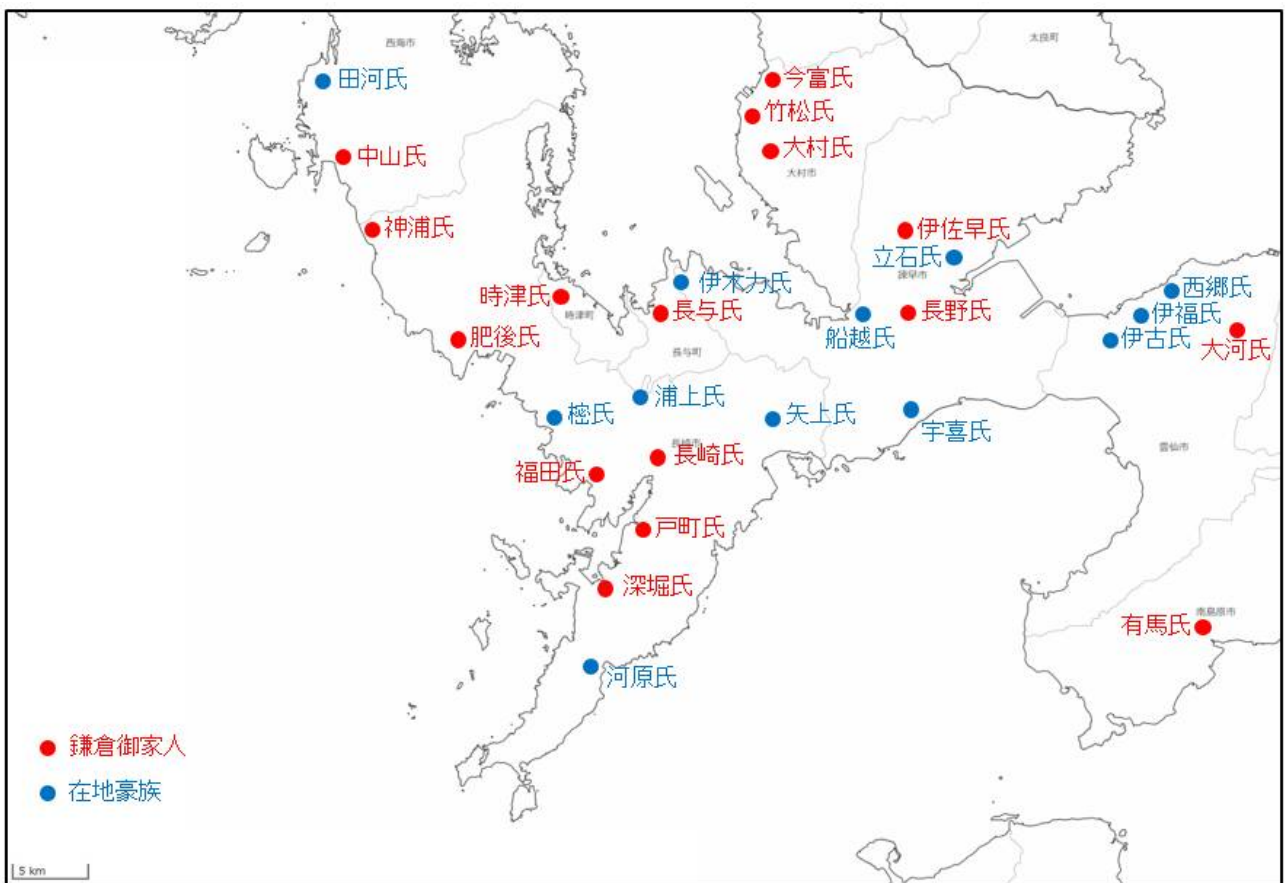 西海市
太良町
田河氏
今富氏
竹松氏
中山氏
大村氏
大村市
神浦氏
伊佐早氏
立石氏
諫早市
伊木力氏
西郷氏
時津氏
時津町
長与氏
船越氏
長野氏
伊福氏
大河氏
肥後氏
伊古氏
長与町
浦上氏
樒氏
矢上氏
宇喜氏
長崎市
雲仙市
長崎氏
福田氏
戸町氏
深堀氏
南島原市
有馬氏
河原氏
鎌倉御家人
在地豪族
5 km